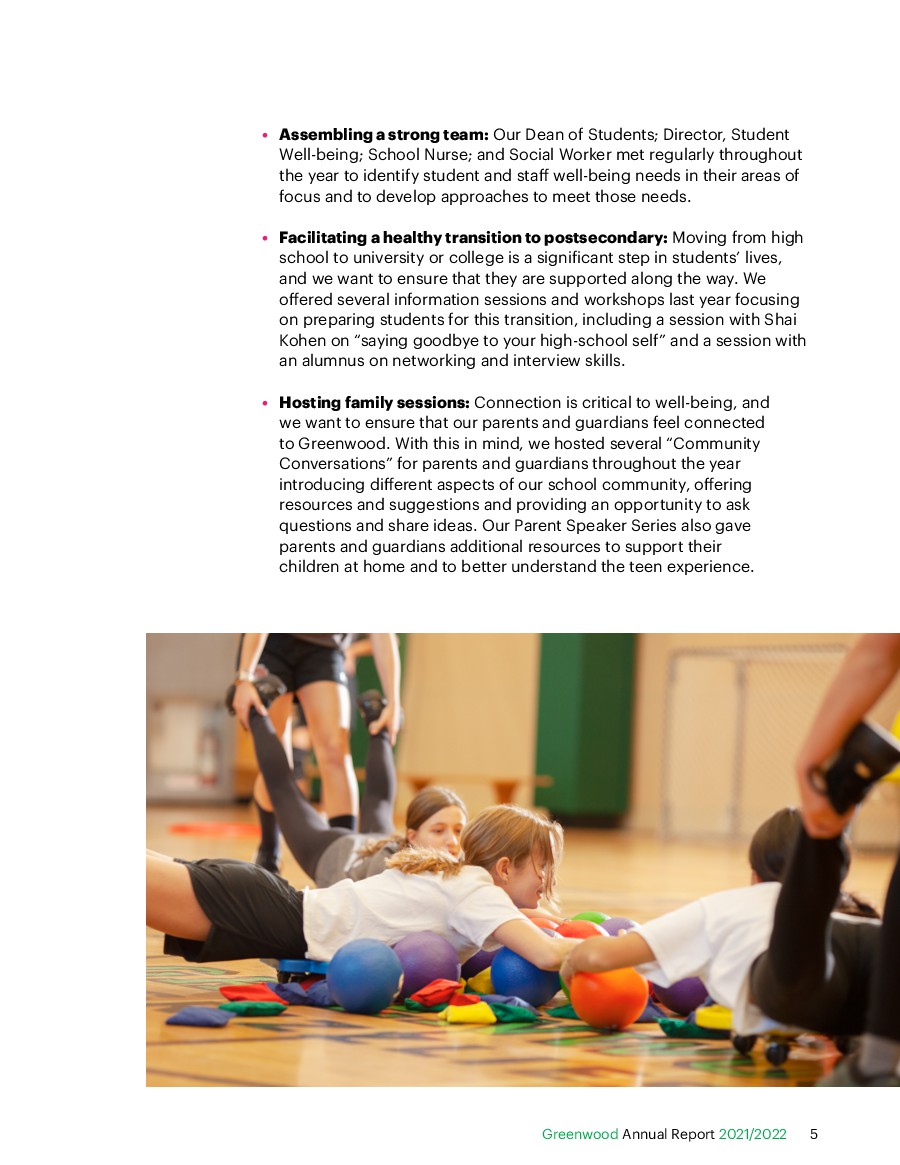 • Assembling a strong team: Our Dean of Students; Director, Student
Well-being; School Nurse; and Social Worker met regularly throughout
the year to identify student and staff well-being needs in their areas of
focus and to develop approaches to meet those needs.
• Facilitating a healthy transition to postsecondary: Moving from high
school to university or college is a significant step in students’ lives,
and we want to ensure that they are supported along the way. We
offered several information sessions and workshops last year focusing
on preparing students for this transition, including a session with Shai
Kohen on “saying goodbye to your high-school self” and a session with
an alumnus on networking and interview skills.
• Hosting family sessions: Connection is critical to well-being, and
we want to ensure that our parents and guardians feel connected
to Greenwood. With this in mind, we hosted several “Community
Conversations” for parents and guardians throughout the year
introducing different aspects of our school community, offering
resources and suggestions and providing an opportunity to ask
questions and share ideas. Our Parent Speaker Series also gave
parents and guardians additional resources to support their
children at home and to better understand the teen experience.
Greenwood Annual Report 2021/2022 5